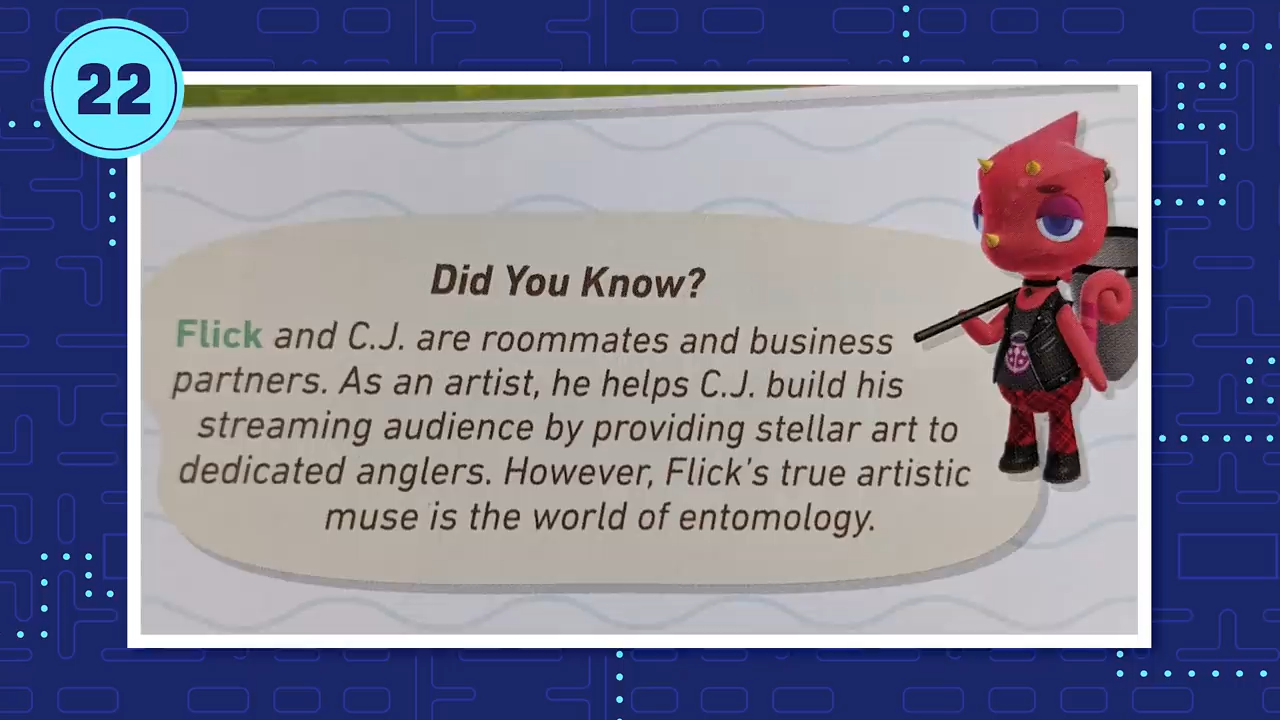 22
Did You Know?
Flick and C.J. are roommates and business
partners. As an artist, he helps C.J. build his
streaming audience by providing stellar art to
dedicated anglers. However, Flick's true artistic
muse is the world of entomology.